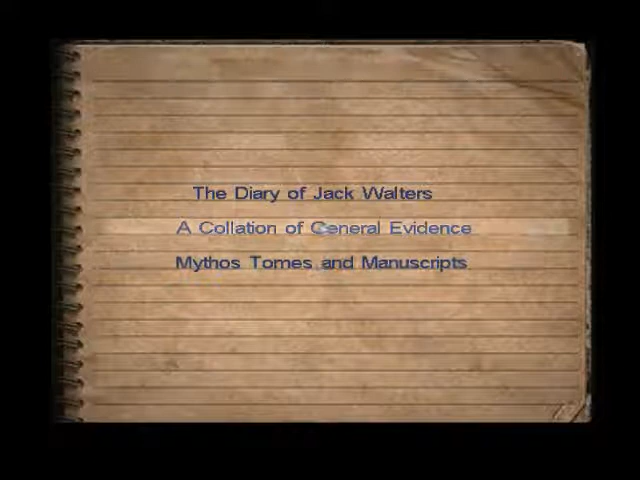 The Diary of Jack Walters
A Collation of General Evidence
Mythos Tomes and Manuscripts